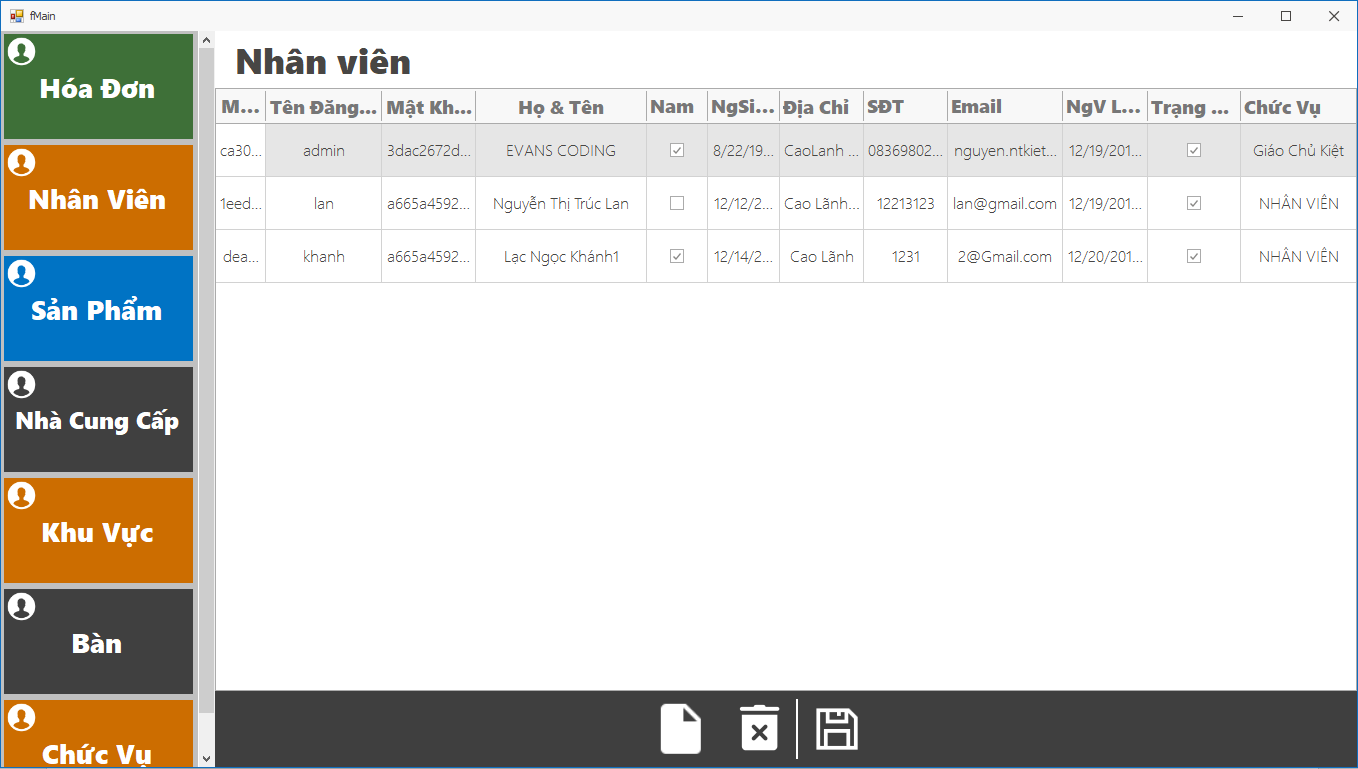 fMain
Hóa Đơn
Nhân Viên
Sản Phẩm
Nhà Cung Cấp
Khu Vực
Bàn
Chức Vụ
Nhân viên
M... Tên Đăng... Mật Kh... Họ & Tên Nam NgSi... Địa Chỉ SĐT Email NgV L... Trạng ... Chức Vụ
ca30... admin 3dac2672d... EVANS CODING 8/22/19... CaoLanh ... 08369802... nguyen.ntkiet... 12/19/201... Giáo Chủ Kiệt
1eed... lan a665a4592... Nguyễn Thị Trúc Lan 12/12/2... Cao Lãnh... 12213123 lan@gmail.com 12/19/201... NHÂN VIÊN
dea... khanh a665a4592... Lạc Ngọc Khánh1 12/14/2... Cao Lãnh 1231 2@Gmail.com 12/20/201... NHÂN VIÊN